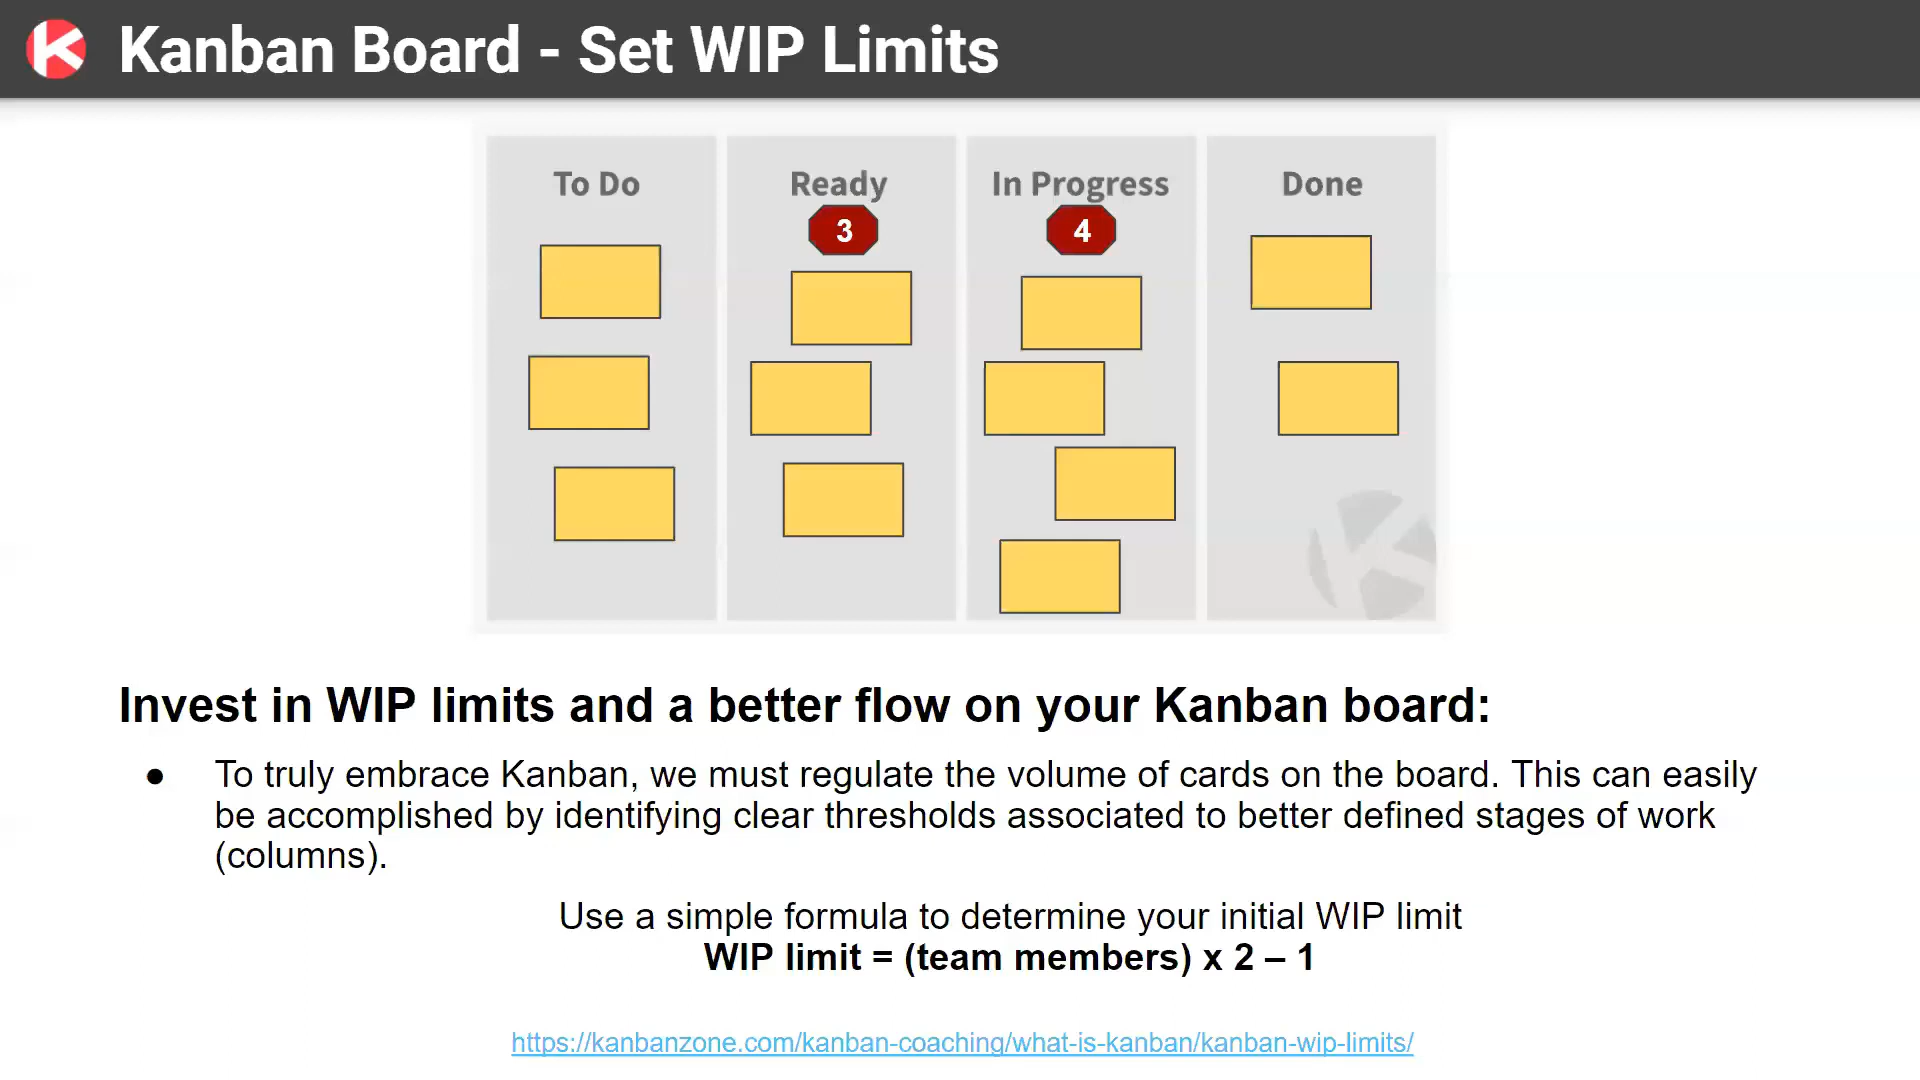 Kanban Board - Set WIP Limits
To Do
Ready
In Progress
Done
3
4
Invest in WIP limits and a better flow on your Kanban board:
● To truly embrace Kanban, we must regulate the volume of cards on the board. This can easily
be accomplished by identifying clear thresholds associated to better defined stages of work
(columns).
Use a simple formula to determine your initial WIP limit
WIP limit = (team members) x 2 – 1
https://kanbanzone.com/kanban-coaching/what-is-kanban/kanban-wip-limits/